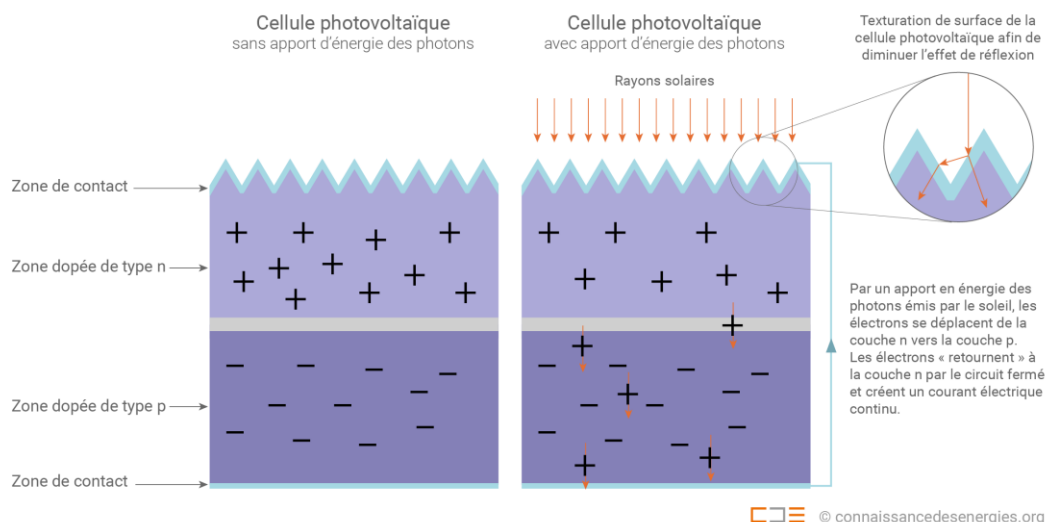 Cellule photovoltaïque
sans apport d'énergie des photons
Cellule photovoltaïque
avec apport d'énergie des photons
Texturation de surface de la
cellule photovoltaïque afin de
diminuer l'effet de réflexion
Rayons solaires
Zone de contact
Zone dopée de type n
Par un apport en énergie des
photons émis par le soleil, les
électrons se déplacent de la
couche n vers la couche p.
Les électrons « retournent » à
la couche n par le circuit fermé
et créent un courant électrique
continu.
Zone dopée de type p
Zone de contact
© connaissancedesenergies.org